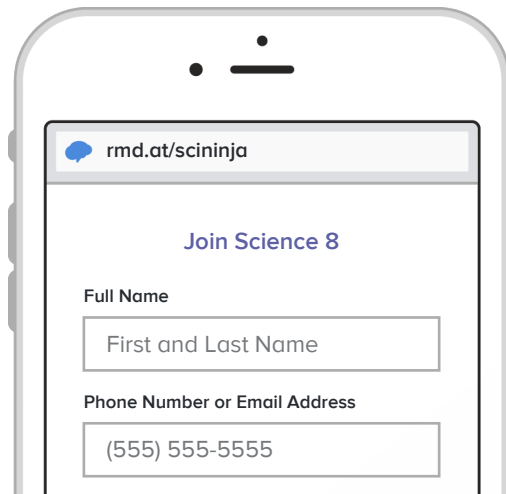 rmd.at/scininja
Join Science 8
Full Name
First and Last Name
Phone Number or Email Address
(555) 555-5555